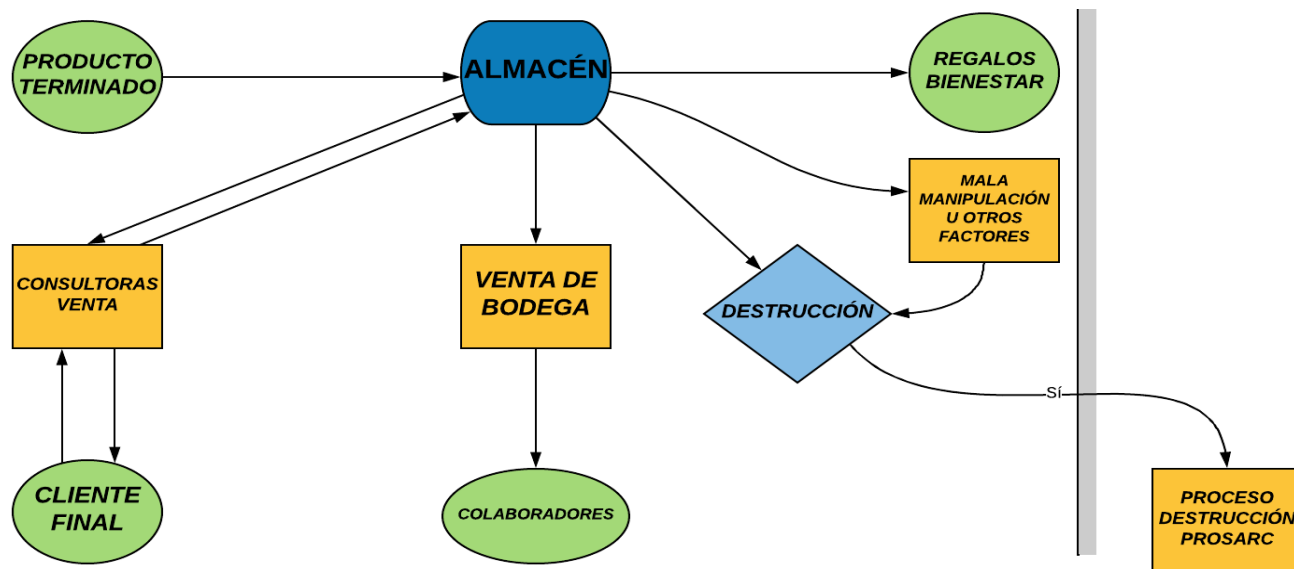 PRODUCTO
TERMINADO
ALMACÉN
REGALOS
BIENESTAR
MALA
MANIPULACIÓN
U OTROS
FACTORES
CONSULTORAS
VENTA
VENTA DE
BODEGA
DESTRUCCIÓN
Sí
CLIENTE
FINAL
COLABORADORES
PROCESO
DESTRUCCIÓN
PROSARC